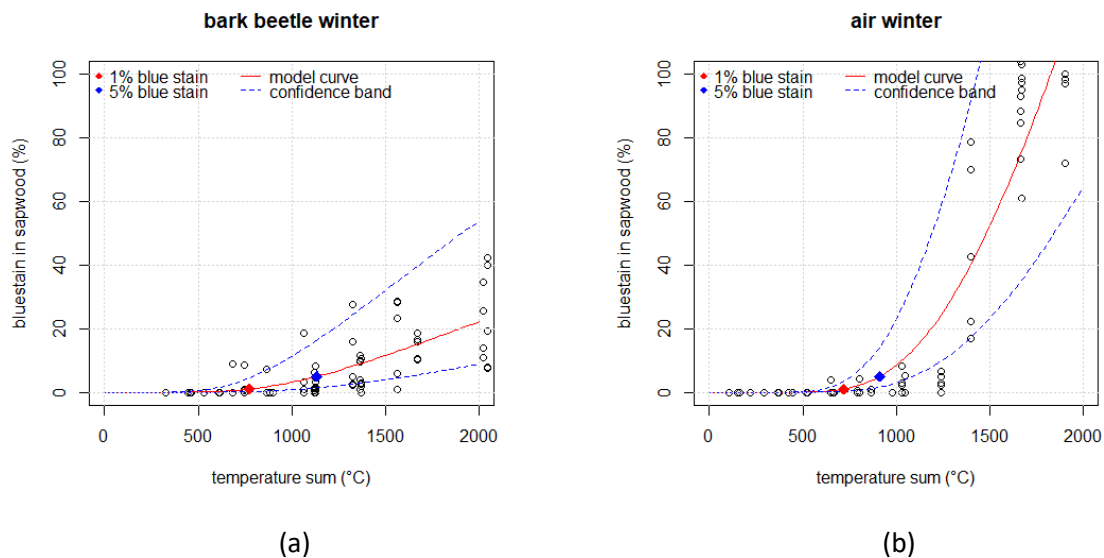 bark beetle winter
1% blue stain
5% blue stain
model curve
confidence band
100
80
60
40
20
0
bluestain in sapwood (%)
0 500 1000 1500 2000
temperature sum (°C)
(a)
air winter
1% blue stain
5% blue stain
model curve
confidence band
100
80
60
40
20
0
bluestain in sapwood (%)
0 500 1000 1500 2000
temperature sum (°C)
(b)